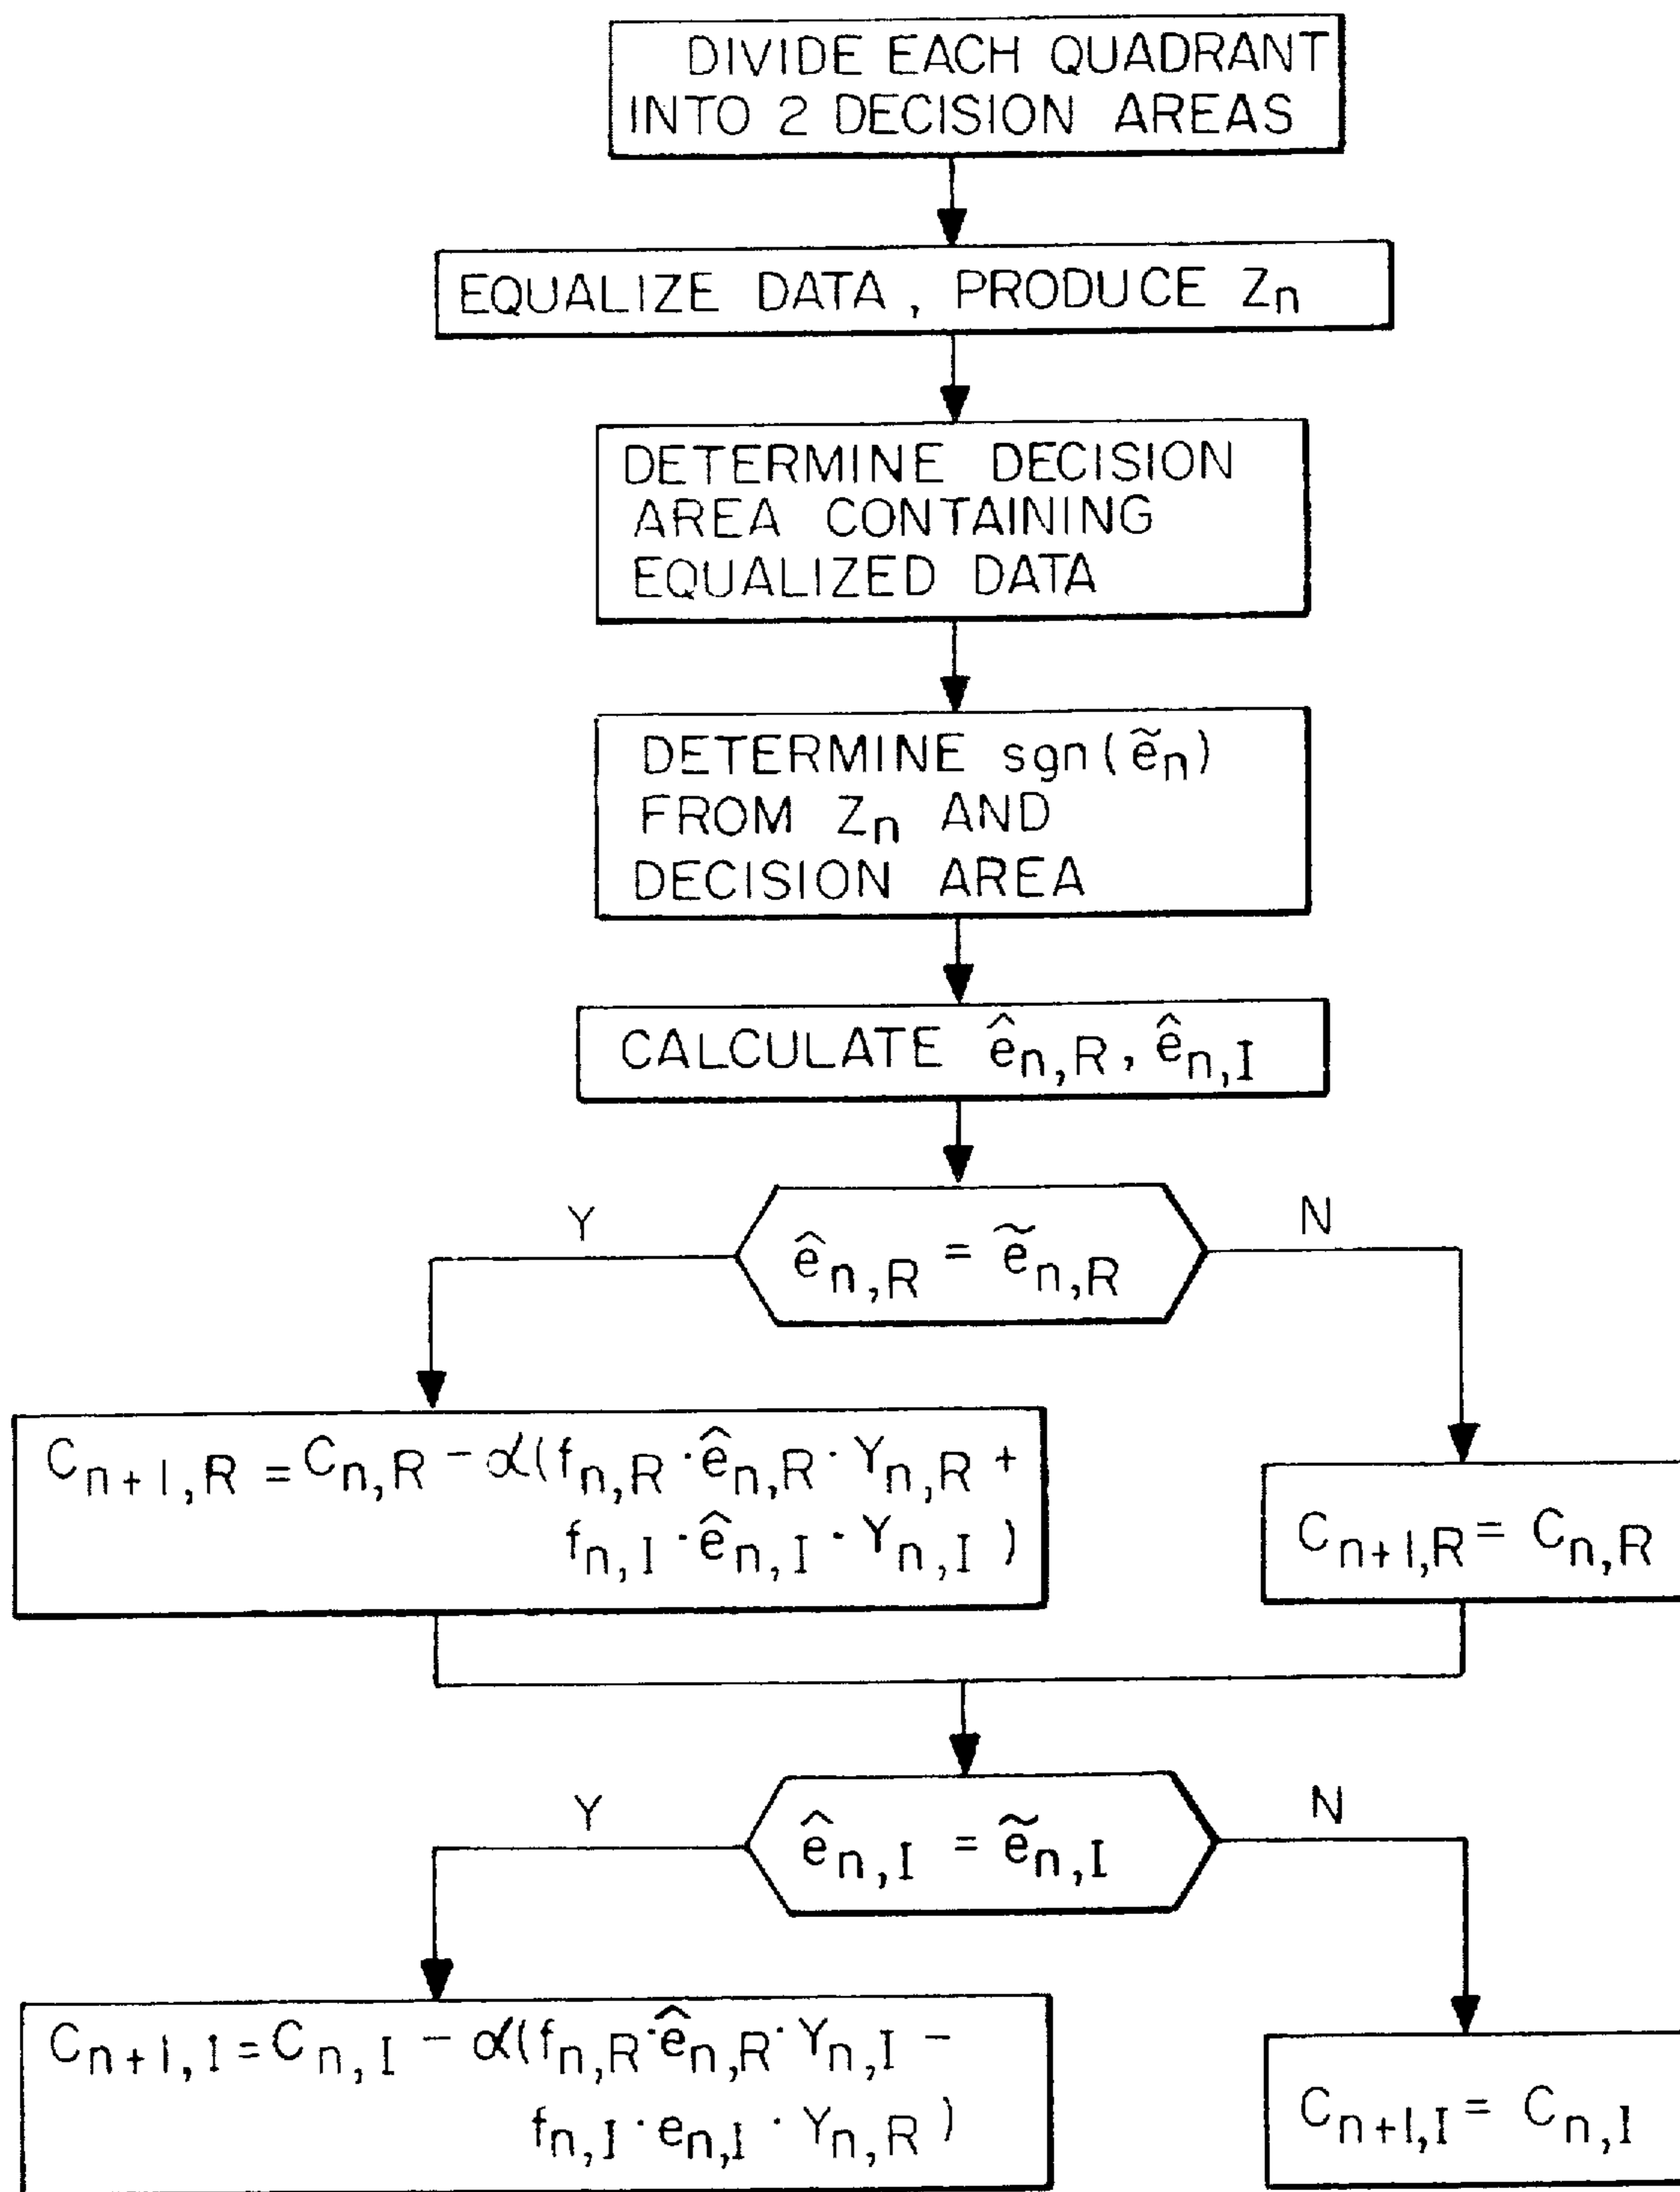 DIVIDE EACH QUADRANT
INTO 2 DECISION AREAS
EQUALIZE DATA, PRODUCE Zn
DETERMINE DECISION
AREA CONTAINING
EQUALIZED DATA
DETERMINE sgn(ẽn)
FROM Zn AND
DECISION AREA
CALCULATE ên,R, ên,I
Y
N
ên,R = ẽn,R
Cn+1,R = Cn,R - α(fn,R · ên,R · Yn,R +
fn,I · ên,I · Yn,I)
Cn+1,R = Cn,R
Y
N
ên,I = ẽn,I
Cn+1,I = Cn,I - α(fn,R · ên,R · Yn,I -
fn,I · en,I · Yn,R)
Cn+1,I = Cn,I